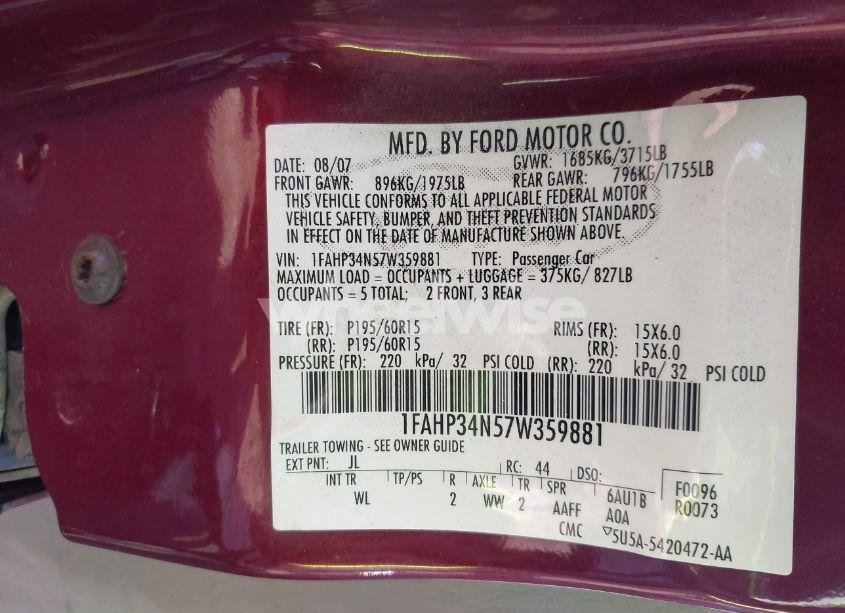 MFD. BY FORD MOTOR CO.
DATE: 08/07 GVWR: 1685KG/3715LB
FRONT GAWR: 896KG/1975LB REAR GAWR: 796KG/1755LB
THIS VEHICLE CONFORMS TO ALL APPLICABLE FEDERAL MOTOR
VEHICLE SAFETY, BUMPER, AND THEFT PREVENTION STANDARDS
IN EFFECT ON THE DATE OF MANUFACTURE SHOWN ABOVE.
VIN: 1FAHP34N57W359881 TYPE: Passenger Car
MAXIMUM LOAD = OCCUPANTS + LUGGAGE = 375KG/ 827LB
OCCUPANTS = 5 TOTAL; 2 FRONT, 3 REAR
wheelwise
TIRE (FR): P195/60R15 RIMS (FR): 15X6.0
(RR): P195/60R15 (RR): 15X6.0
PRESSURE (FR): 220 kPa/ 32 PSI COLD (RR): 220 kPa/ 32 PSI COLD
1FAHP34N57W359881
TRAILER TOWING - SEE OWNER GUIDE
EXT PNT: JL RC: 44 DSO:
INT TR TP/PS R AXLE TR SPR 6AU1B F0096
WL 2 WW 2 AAFF A0A R0073
CMC ▽5U5A-5420472-AA